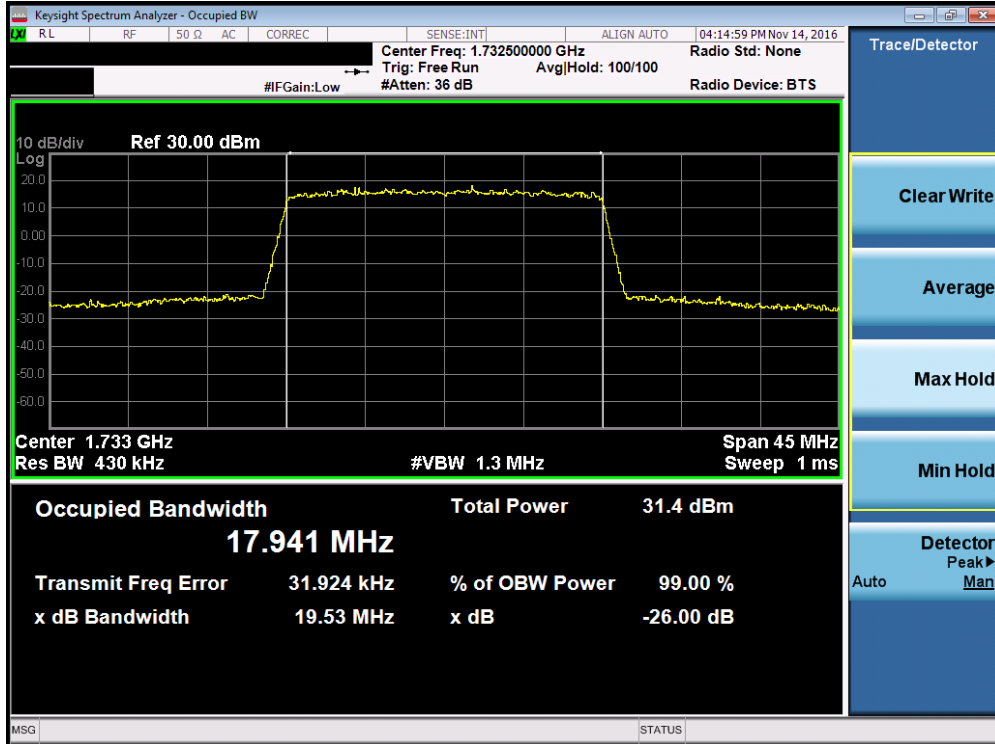 Keysight Spectrum Analyzer - Occupied BW
LXI RL RF 50 Ω AC CORREC SENSE:INT ALIGN AUTO 04:14:59 PM Nov 14, 2016
Center Freq: 1.732500000 GHz Radio Std: None
Trig: Free Run Avg|Hold: 100/100
#IFGain:Low #Atten: 36 dB Radio Device: BTS
10 dB/div Ref 30.00 dBm
Log
20.0
10.0
0.00
-10.0
-20.0
-30.0
-40.0
-50.0
-60.0
Center 1.733 GHz Span 45 MHz
Res BW 430 kHz #VBW 1.3 MHz Sweep 1 ms
Occupied Bandwidth Total Power 31.4 dBm
17.941 MHz
Transmit Freq Error 31.924 kHz % of OBW Power 99.00 %
x dB Bandwidth 19.53 MHz x dB -26.00 dB
MSG STATUS
Trace/Detector
Clear Write
Average
Max Hold
Min Hold
Detector
Peak▶
Auto Man